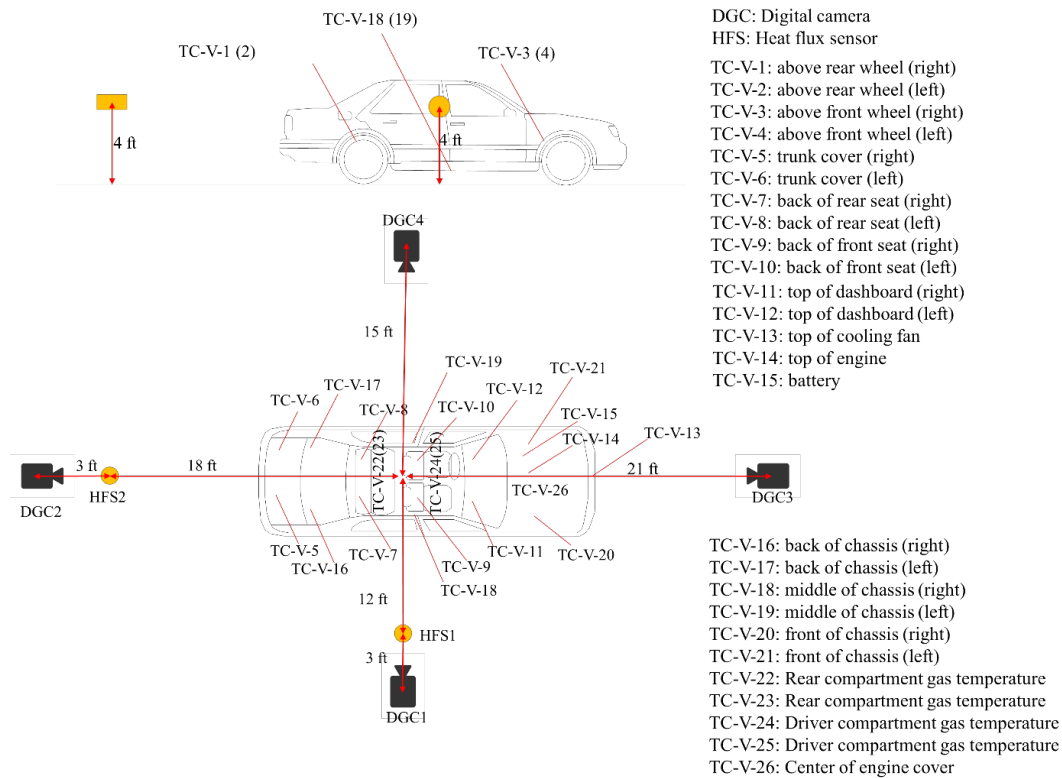 TC-V-18 (19)
TC-V-1 (2)
TC-V-3 (4)
4 ft
4 ft
DGC: Digital camera
HFS: Heat flux sensor
TC-V-1: above rear wheel (right)
TC-V-2: above rear wheel (left)
TC-V-3: above front wheel (right)
TC-V-4: above front wheel (left)
TC-V-5: trunk cover (right)
TC-V-6: trunk cover (left)
TC-V-7: back of rear seat (right)
TC-V-8: back of rear seat (left)
TC-V-9: back of front seat (right)
TC-V-10: back of front seat (left)
TC-V-11: top of dashboard (right)
TC-V-12: top of dashboard (left)
TC-V-13: top of cooling fan
TC-V-14: top of engine
TC-V-15: battery
DGC4
15 ft
TC-V-19
TC-V-21
TC-V-17
TC-V-12
TC-V-6
TC-V-8
TC-V-10
TC-V-15
TC-V-14
TC-V-13
TC-V-22(23)
TC-V-24(25)
3 ft
18 ft
21 ft
HFS2
TC-V-26
DGC2
DGC3
TC-V-5
TC-V-7
TC-V-11
TC-V-20
TC-V-16
TC-V-9
TC-V-18
12 ft
HFS1
3 ft
DGC1
TC-V-16: back of chassis (right)
TC-V-17: back of chassis (left)
TC-V-18: middle of chassis (right)
TC-V-19: middle of chassis (left)
TC-V-20: front of chassis (right)
TC-V-21: front of chassis (left)
TC-V-22: Rear compartment gas temperature
TC-V-23: Rear compartment gas temperature
TC-V-24: Driver compartment gas temperature
TC-V-25: Driver compartment gas temperature
TC-V-26: Center of engine cover